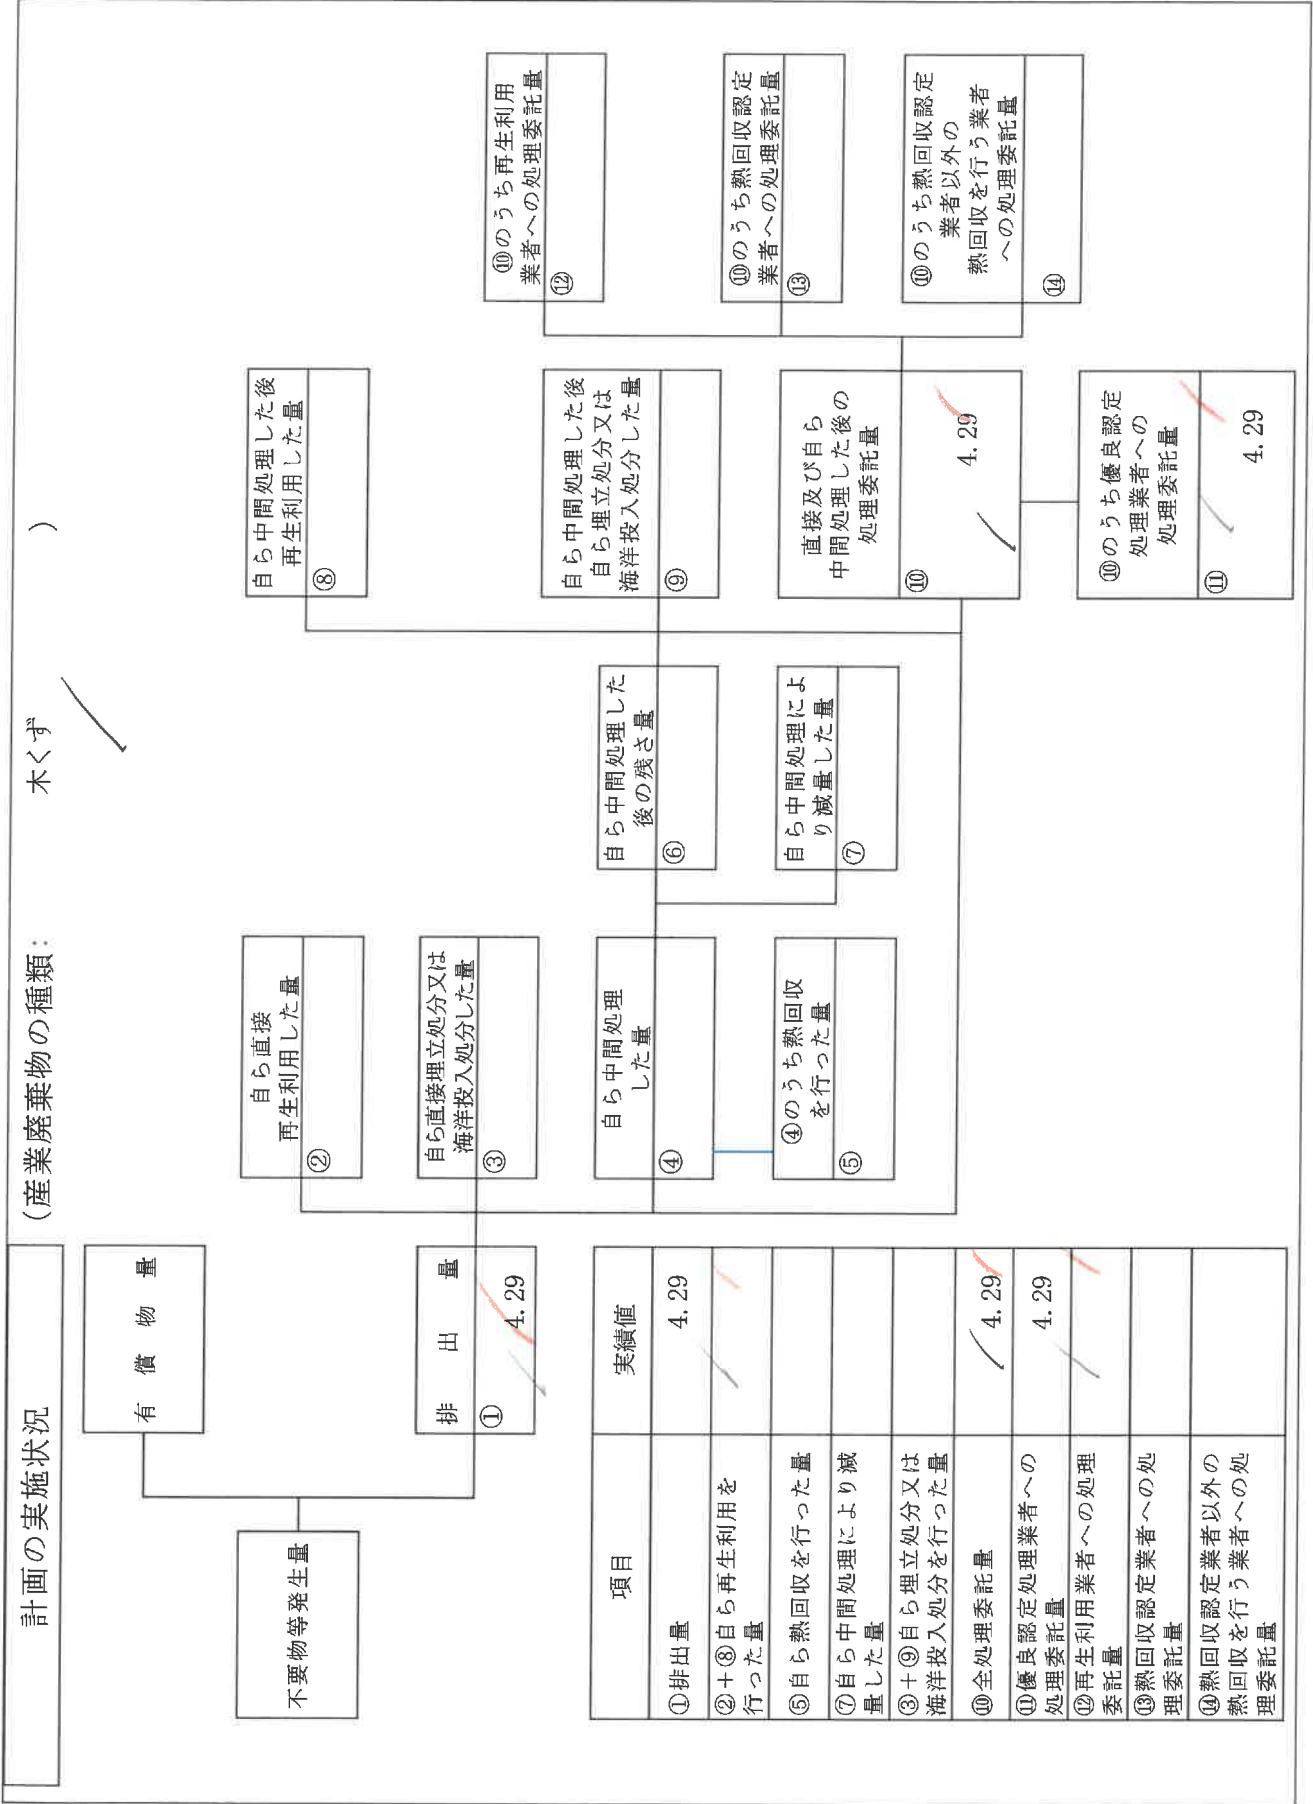 計画の実施状況
(産業廃棄物の種類: 木くず )
有償物量
不要物等発生量
排出量
① 4.29
自ら直接
再生利用した量
②
自ら直接埋立処分又は
海洋投入処分した量
③
自ら中間処理
した量
④
④のうち熱回収
を行った量
⑤
自ら中間処理した
後の残さ量
⑥
自ら中間処理によ
り減量した量
⑦
自ら中間処理した後
再生利用した量
⑧
自ら中間処理した後
自ら埋立処分又は
海洋投入処分した量
⑨
直接及び自ら
中間処理した後の
処理委託量
⑩ 4.29
⑩のうち優良認定
処理業者への
処理委託量
⑪ 4.29
⑩のうち再生利用
業者への処理委託量
⑫
⑩のうち熱回収認定
業者への処理委託量
⑬
⑩のうち熱回収認定
業者以外の
熱回収を行う業者
への処理委託量
⑭
項目 実績値
①排出量 4.29
②+⑧自ら再生利用を
行った量
⑤自ら熱回収を行った量
⑦自ら中間処理により減
量した量
③+⑨自ら埋立処分又は
海洋投入処分を行った量
⑩全処理委託量 4.29
⑪優良認定処理業者への
処理委託量 4.29
⑫再生利用業者への処理
委託量
⑬熱回収認定業者への処
理委託量
⑭熱回収認定業者以外の
熱回収を行う業者への処
理委託量